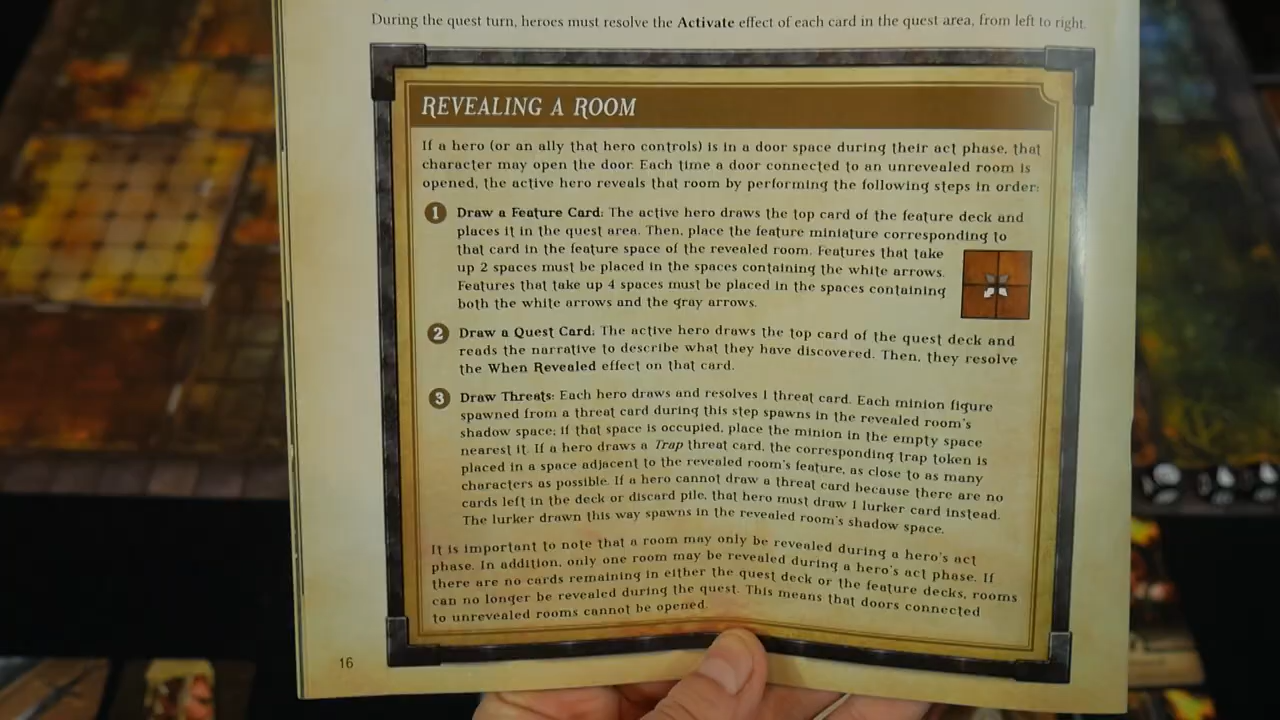 During the quest turn, heroes must resolve the Activate effect of each card in the quest area, from left to right.
REVEALING A ROOM
If a hero (or an ally that hero controls) is in a door space during their act phase, that
character may open the door. Each time a door connected to an unrevealed room is
opened, the active hero reveals that room by performing the following steps in order:
1 Draw a Feature Card: The active hero draws the top card of the feature deck and
places it in the quest area. Then, place the feature miniature corresponding to
that card in the feature space of the revealed room. Features that take
up 2 spaces must be placed in the spaces containing the white arrows.
Features that take up 4 spaces must be placed in the spaces containing
both the white arrows and the gray arrows.
2 Draw a Quest Card: The active hero draws the top card of the quest deck and
reads the narrative to describe what they have discovered. Then, they resolve
the When Revealed effect on that card.
3 Draw Threats: Each hero draws and resolves 1 threat card. Each minion figure
spawned from a threat card during this step spawns in the revealed room's
shadow space; if that space is occupied, place the minion in the empty space
nearest it. If a hero draws a Trap threat card, the corresponding trap token is
placed in a space adjacent to the revealed room's feature, as close to as many
characters as possible. If a hero cannot draw a threat card because there are no
cards left in the deck or discard pile, that hero must draw 1 lurker card instead.
The lurker drawn this way spawns in the revealed room's shadow space.
It is important to note that a room may only be revealed during a hero's act
phase. In addition, only one room may be revealed during a hero's act phase. If
there are no cards remaining in either the quest deck or the feature decks, rooms
can no longer be revealed during the quest. This means that doors connected
to unrevealed rooms cannot be opened.
16